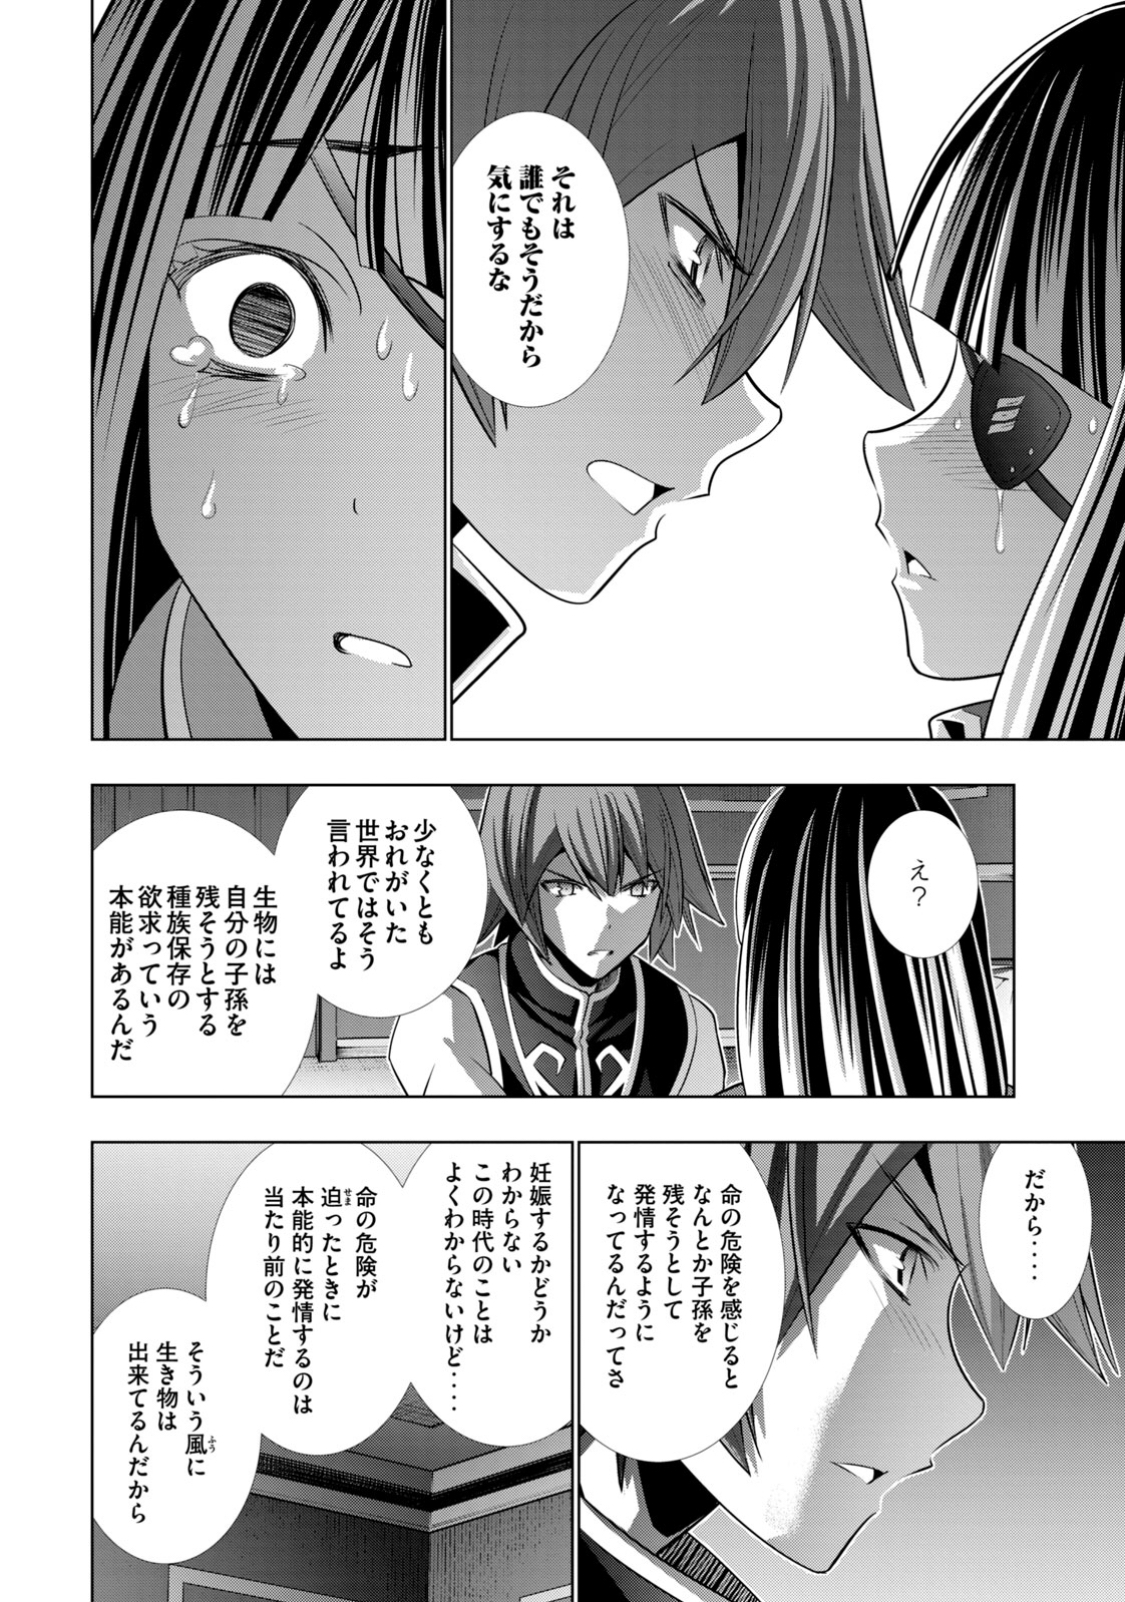 それは
誰でもそうだから
気にするな
え?
少なくとも
おれがいた
世界ではそう
言われてるよ
生物には
自分の子孫を
残そうとする
種族保存の
欲求っていう
本能があるんだ
だから‥‥
命の危険を感じると
なんとか子孫を
残そうとして
発情するように
なってるんだってさ
妊娠するかどうか
わからない
この時代のことは
よくわからないけど‥‥
命の危険が
迫ったときに
せま
本能的に発情するのは
当たり前のことだ
そういう風に
ふう
生き物は
出来てるんだから